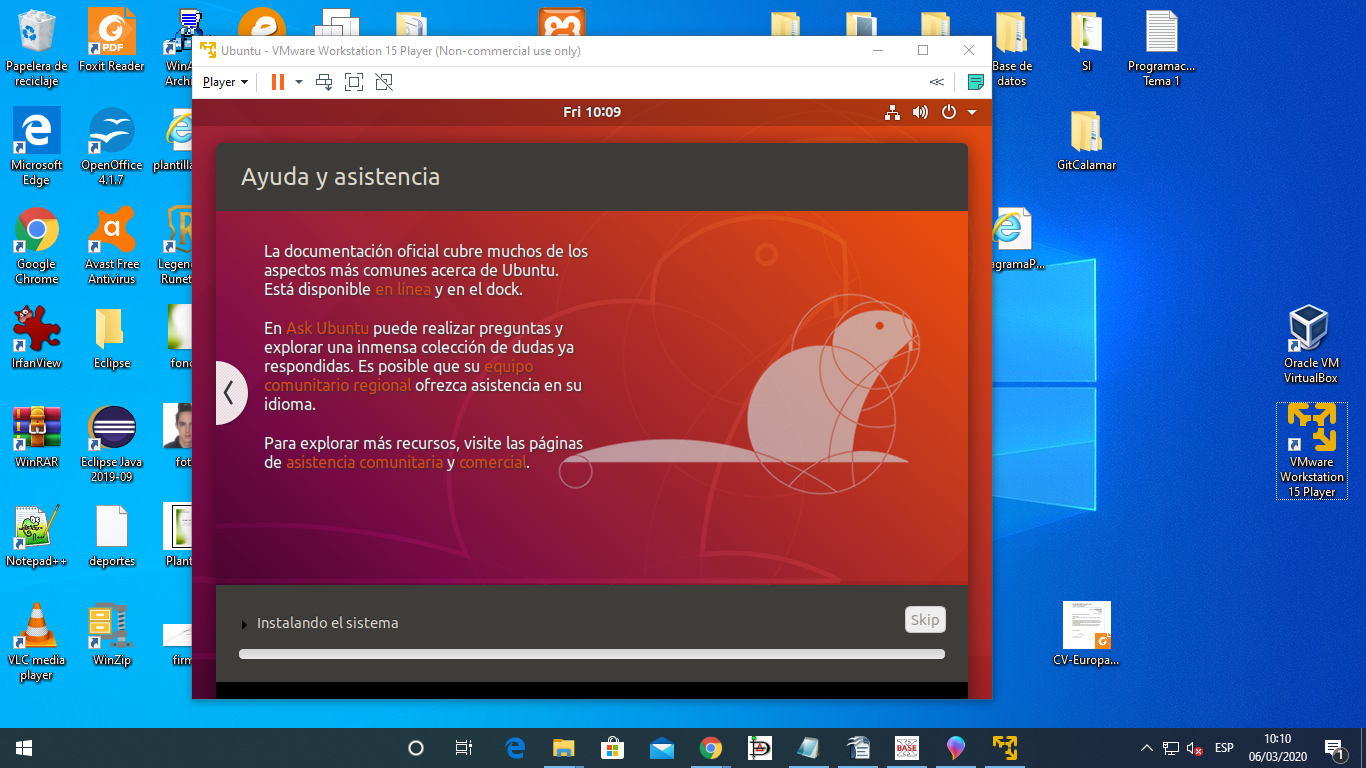 Papelera de
reciclaje
PDF
Foxit Reader
WinA
Archi
Base de
datos
SI
Programac...
Tema 1
Ubuntu - VMware Workstation 15 Player (Non-commercial use only)
Player
Fri 10:09
Ayuda y asistencia
La documentación oficial cubre muchos de los
aspectos más comunes acerca de Ubuntu.
Está disponible en línea y en el dock.
En Ask Ubuntu puede realizar preguntas y
explorar una inmensa colección de dudas ya
respondidas. Es posible que su equipo
comunitario regional ofrezca asistencia en su
idioma.
Para explorar más recursos, visite las páginas
de asistencia comunitaria y comercial.
Instalando el sistema
Skip
Microsoft
Edge
OpenOffice
4.1.7
plantilla
GitCalamar
Google
Chrome
Avast Free
Antivirus
Legen
Runet
agramaP...
IrfanView
Eclipse
fono
Oracle VM
VirtualBox
WinRAR
Eclipse Java
2019-09
fot
VMware
Workstation
15 Player
Notepad++
deportes
Plant
VLC media
player
WinZip
firm
CV-Europa...
BASE
ESP
10:10
06/03/2020
1